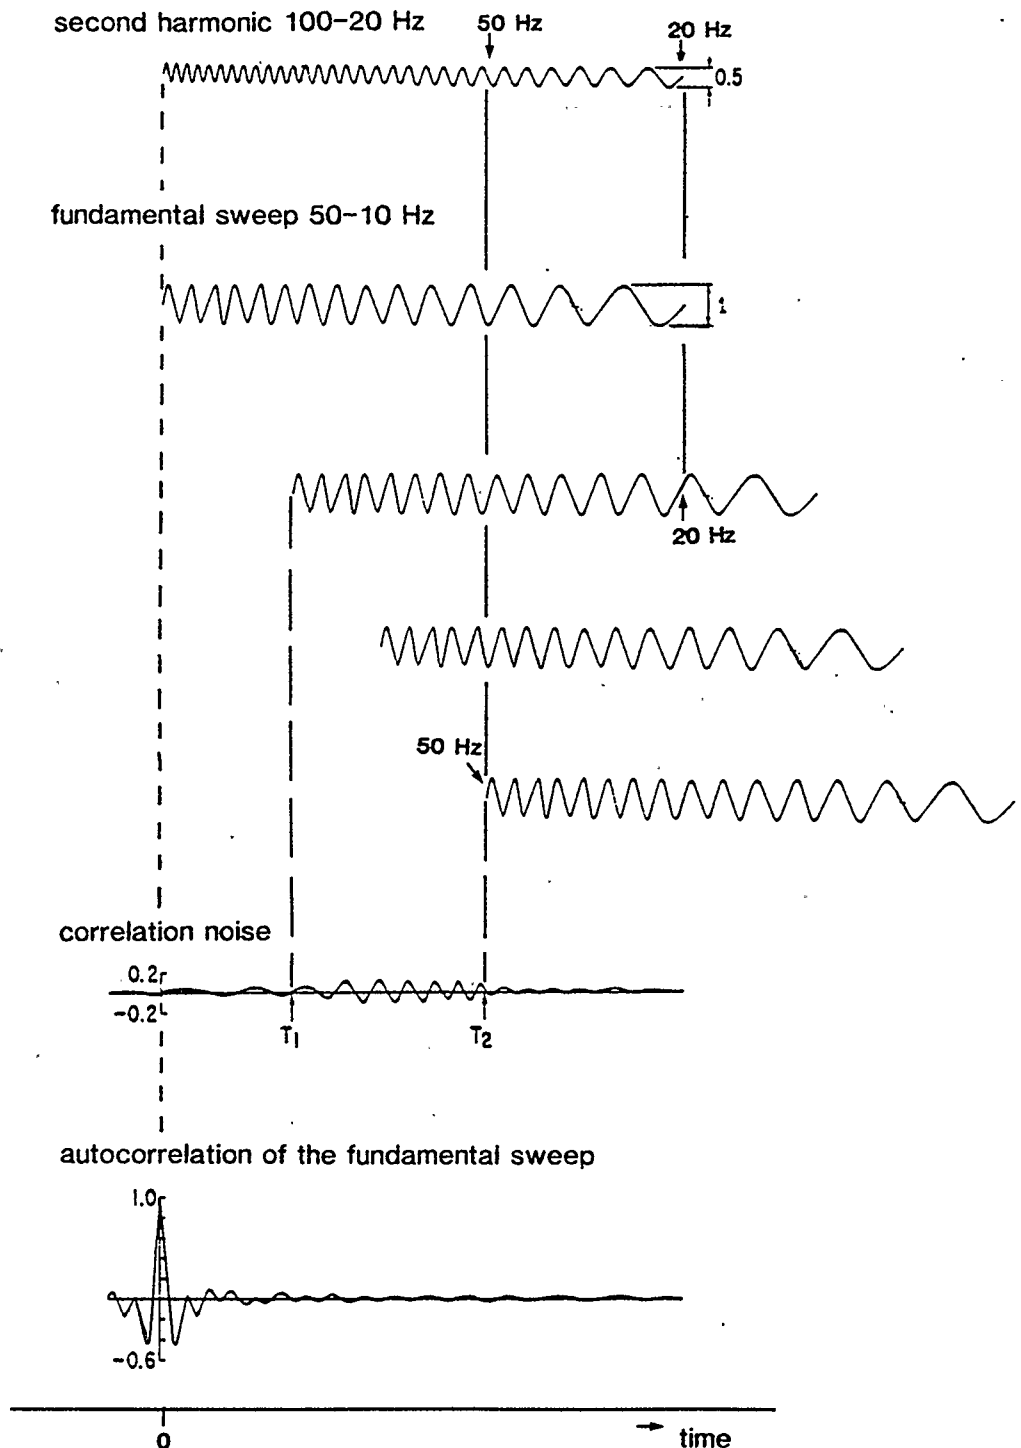 second harmonic 100-20 Hz
50 Hz
20 Hz
0.5
fundamental sweep 50-10 Hz
1
20 Hz
50 Hz
correlation noise
0.2
-0.2
T1
T2
autocorrelation of the fundamental sweep
1.0
-0.6
0
time